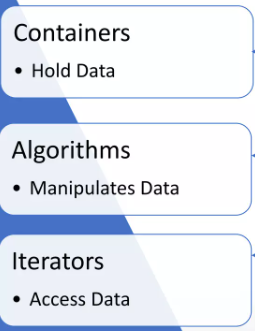 Containers
• Hold Data
Algorithms
• Manipulates Data
Iterators
• Access Data